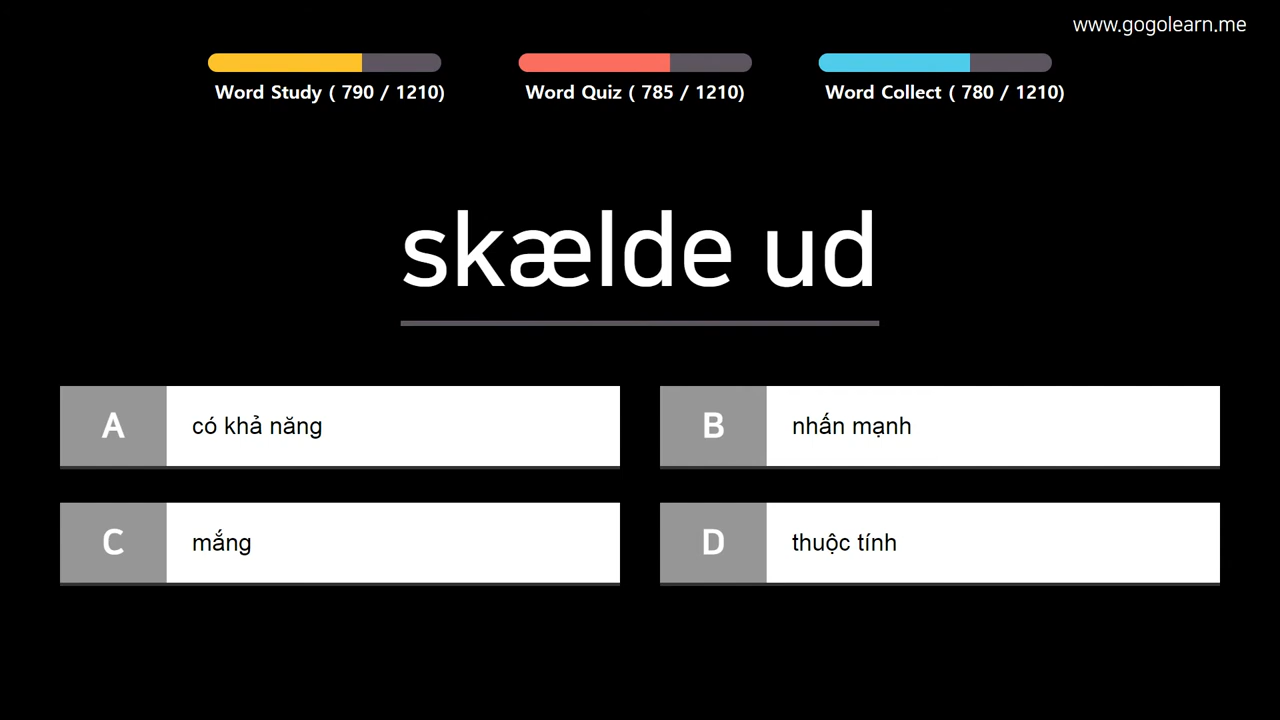 www.gogolearn.me
Word Study ( 790 / 1210)
Word Quiz ( 785 / 1210)
Word Collect ( 780 / 1210)
skælde ud
A
có khả năng
B
nhấn mạnh
C
mắng
D
thuộc tính